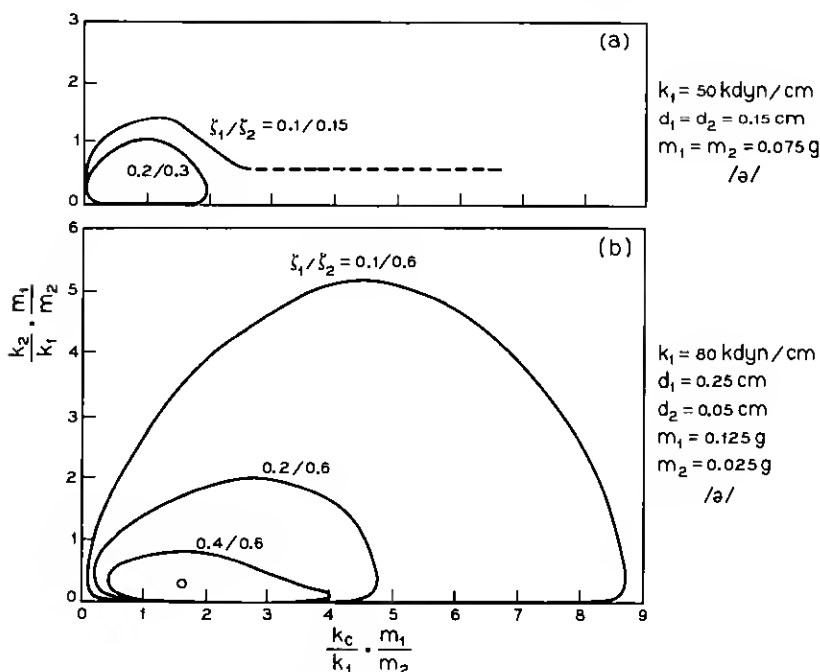 3
2
1
0
(a)
ζ₁/ζ₂ = 0.1/0.15
0.2/0.3
k₁ = 50 kdyn/cm
d₁ = d₂ = 0.15 cm
m₁ = m₂ = 0.075 g
/ə/
6
5
4
3
2
1
0
(b)
ζ₁/ζ₂ = 0.1/0.6
0.2/0.6
0.4/0.6
k₂/k₁ · m₁/m₂
k₁ = 80 kdyn/cm
d₁ = 0.25 cm
d₂ = 0.05 cm
m₁ = 0.125 g
m₂ = 0.025 g
/ə/
0 1 2 3 4 5 6 7 8 9
k_c/k₁ · m₁/m₂